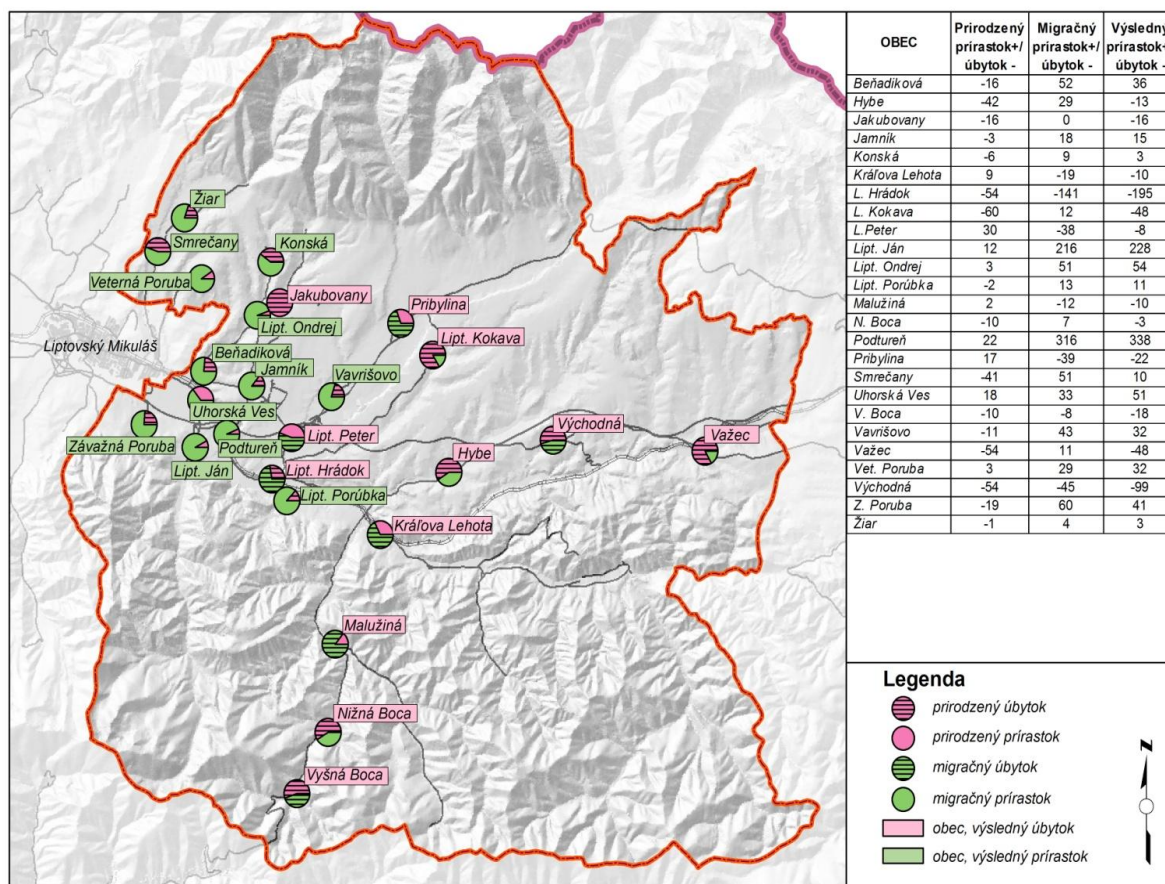 Žiar
Smrečany
Konská
Veterná Poruba
Jakubovany
Pribylina
Lipt. Ondrej
Lipt. Kokava
Liptovský Mikuláš
Beňadiková
Jamník
Vavrišovo
Uhorská Ves
Závažná Poruba
Podtureň
Lipt. Peter
Východná
Važec
Lipt. Ján
Hybe
Lipt. Hrádok
Lipt. Porúbka
Kráľova Lehota
Malužiná
Nižná Boca
Vyšná Boca
OBEC Prirodzený prírastok+/ úbytok - Migračný prírastok+/ úbytok - Výsledný prírastok+ úbytok -
Beňadiková -16 52 36
Hybe -42 29 -13
Jakubovany -16 0 -16
Jamník -3 18 15
Konská -6 9 3
Kráľova Lehota 9 -19 -10
L. Hrádok -54 -141 -195
L. Kokava -60 12 -48
L.Peter 30 -38 -8
Lipt. Ján 12 216 228
Lipt. Ondrej 3 51 54
Lipt. Porúbka -2 13 11
Malužiná 2 -12 -10
N. Boca -10 7 -3
Podtureň 22 316 338
Pribylina 17 -39 -22
Smrečany -41 51 10
Uhorská Ves 18 33 51
V. Boca -10 -8 -18
Vavrišovo -11 43 32
Važec -54 11 -48
Vet. Poruba 3 29 32
Východná -54 -45 -99
Z. Poruba -19 60 41
Žiar -1 4 3
Legenda
prirodzený úbytok
prirodzený prírastok
migračný úbytok
migračný prírastok
obec, výsledný úbytok
obec, výsledný prírastok
Z